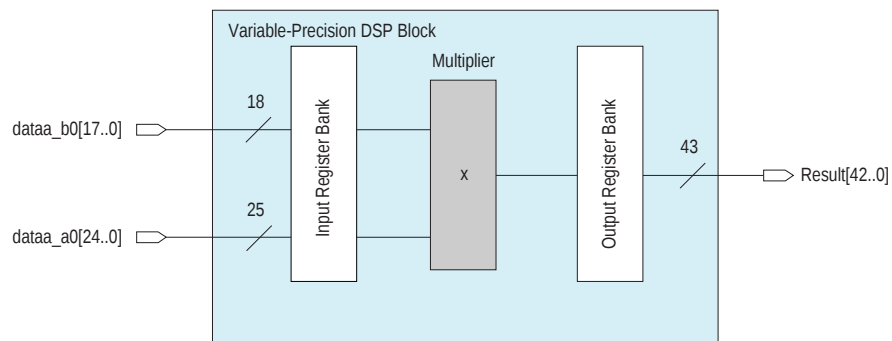 Variable-Precision DSP Block
Multiplier
18
dataa_b0[17..0]
Input Register Bank
x
Output Register Bank
43
Result[42..0]
25
dataa_a0[24..0]